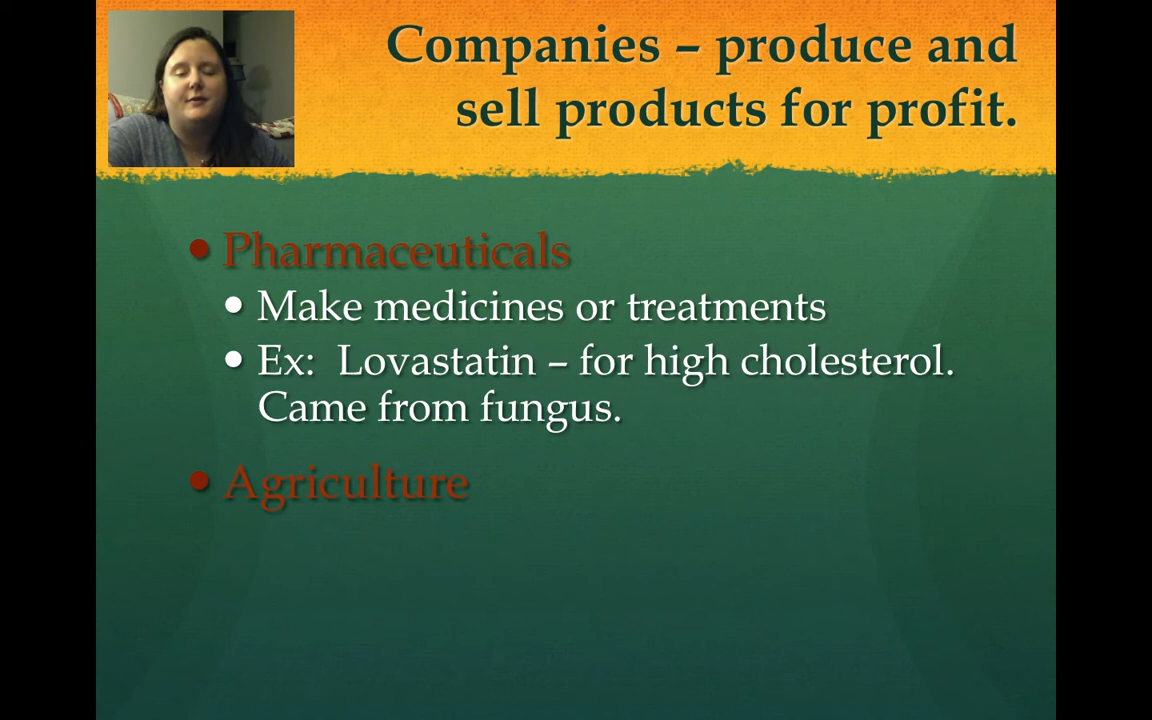 Companies – produce and
sell products for profit.
• Pharmaceuticals
• Make medicines or treatments
• Ex:  Lovastatin – for high cholesterol.
Came from fungus.
• Agriculture